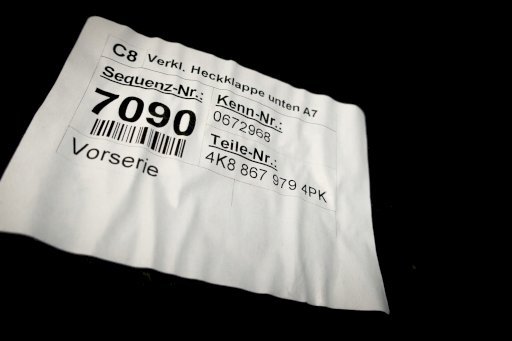 C8 Verkl. Heckklappe unten A7
Sequenz-Nr.:
7090
Vorserie
Kenn-Nr.:
0672968
Teile-Nr.:
4K8 867 979 4PK